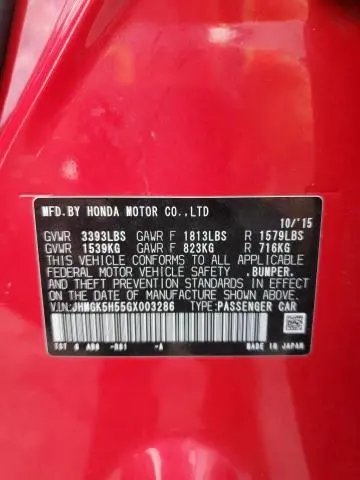 MFD.BY HONDA MOTOR CO.,LTD
10/'15
GVWR 3393LBS GAWR F 1813LBS R 1579LBS
GVWR 1539KG GAWR F 823KG R 716KG
THIS VEHICLE CONFORMS TO ALL APPLICABLE
FEDERAL MOTOR VEHICLE SAFETY .BUMPER.
AND THEFT PREVENTION STANDARDS IN EFFECT
ON THE DATE OF MANUFACTURE SHOWN ABOVE.
V.I.N:JHMGK5H55GX003286 TYPE:PASSENGER CAR
-A MADE IN JAPAN